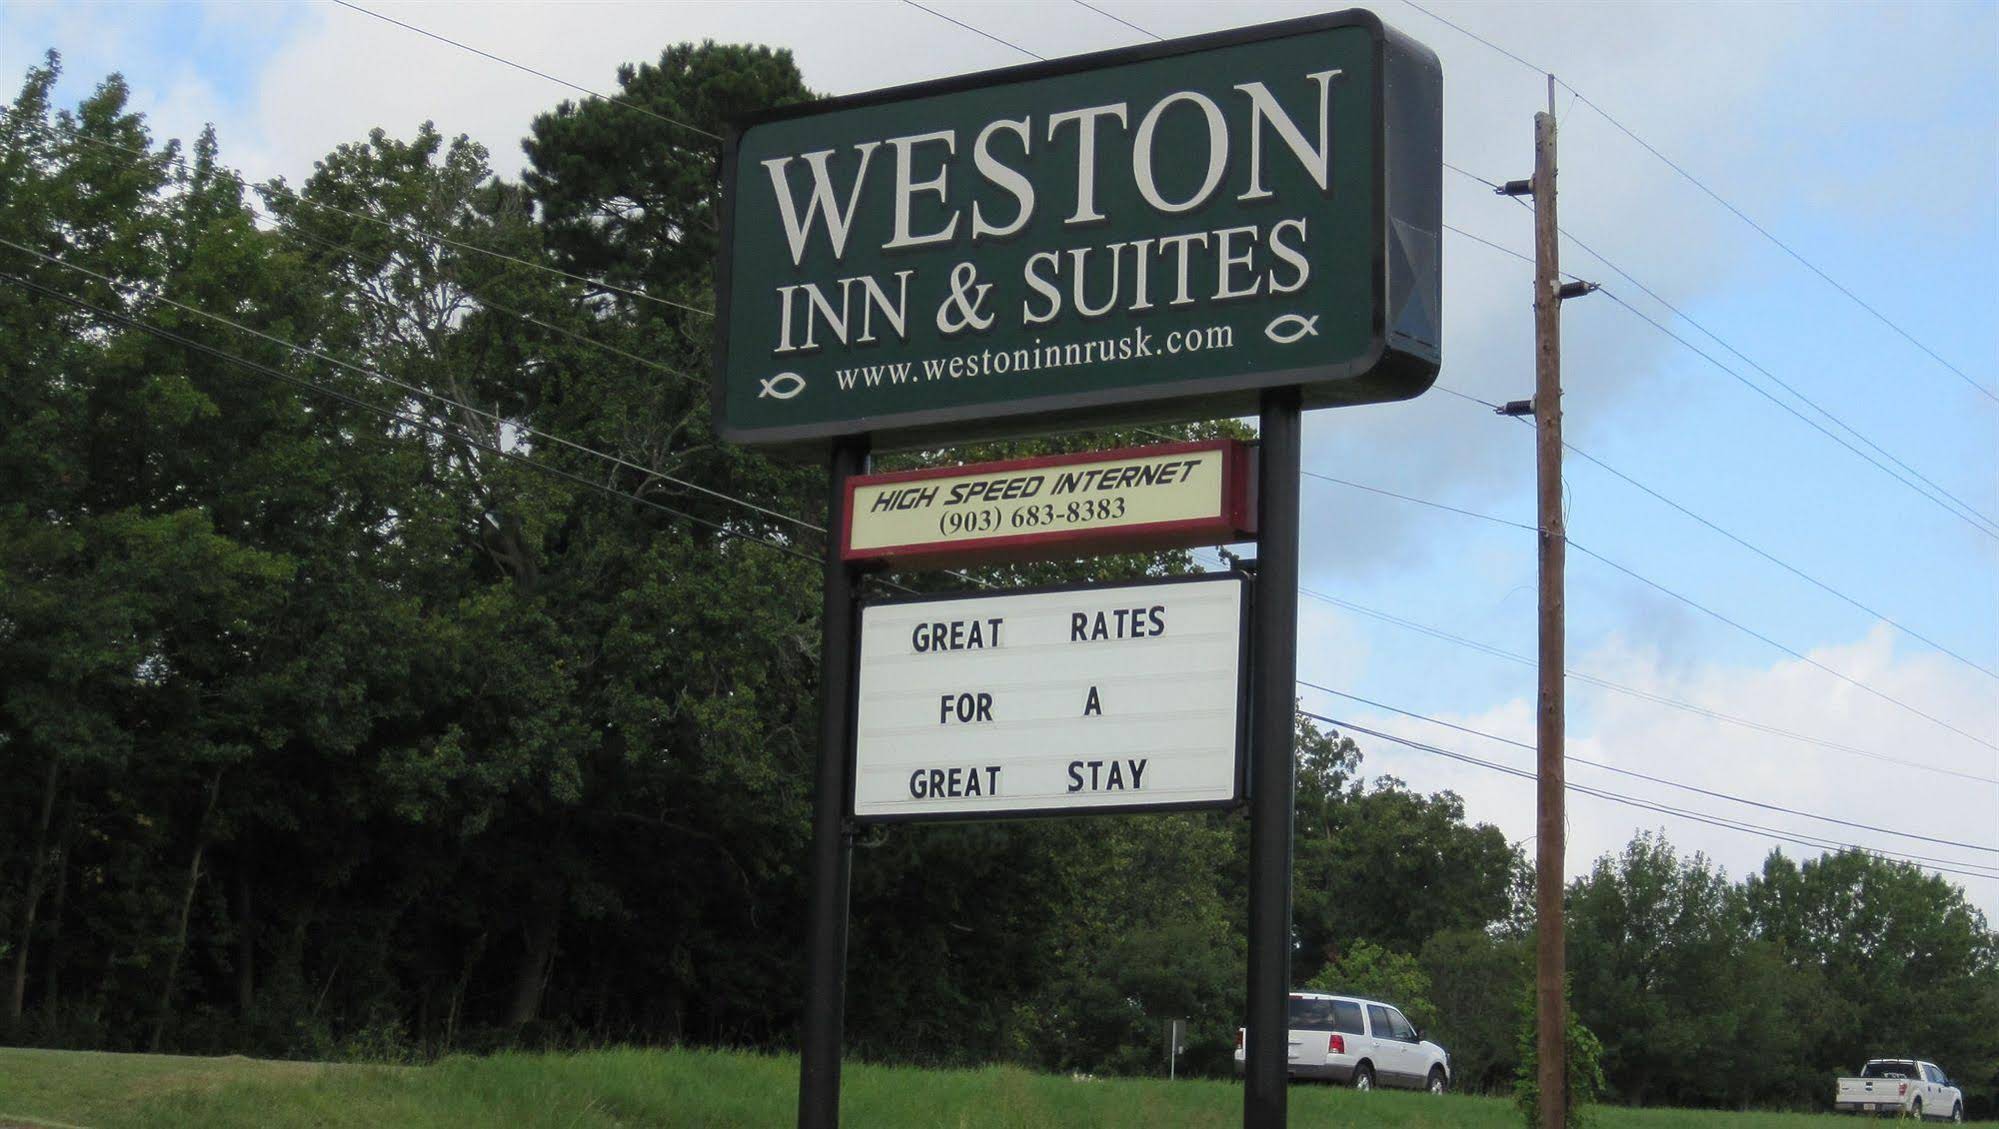 WESTON
INN & SUITES
www.westoninnrusk.com
HIGH SPEED INTERNET
(903) 683-8383
GREAT RATES
FOR A
GREAT STAY